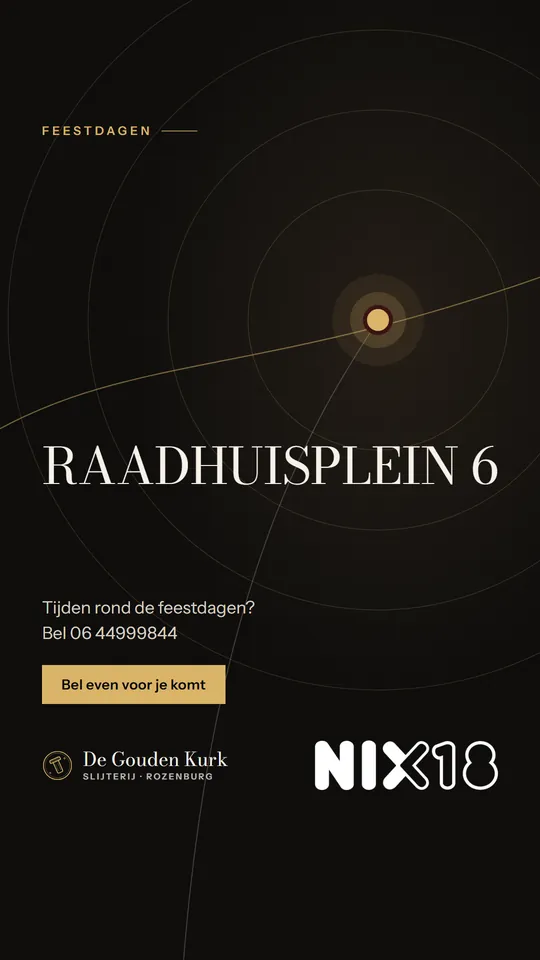 FEESTDAGEN
RAADHUISPLEIN 6
Tijden rond de feestdagen?
Bel 06 44999844
Bel even voor je komt
De Gouden Kurk
SLIJTERIJ · ROZENBURG
NIX18